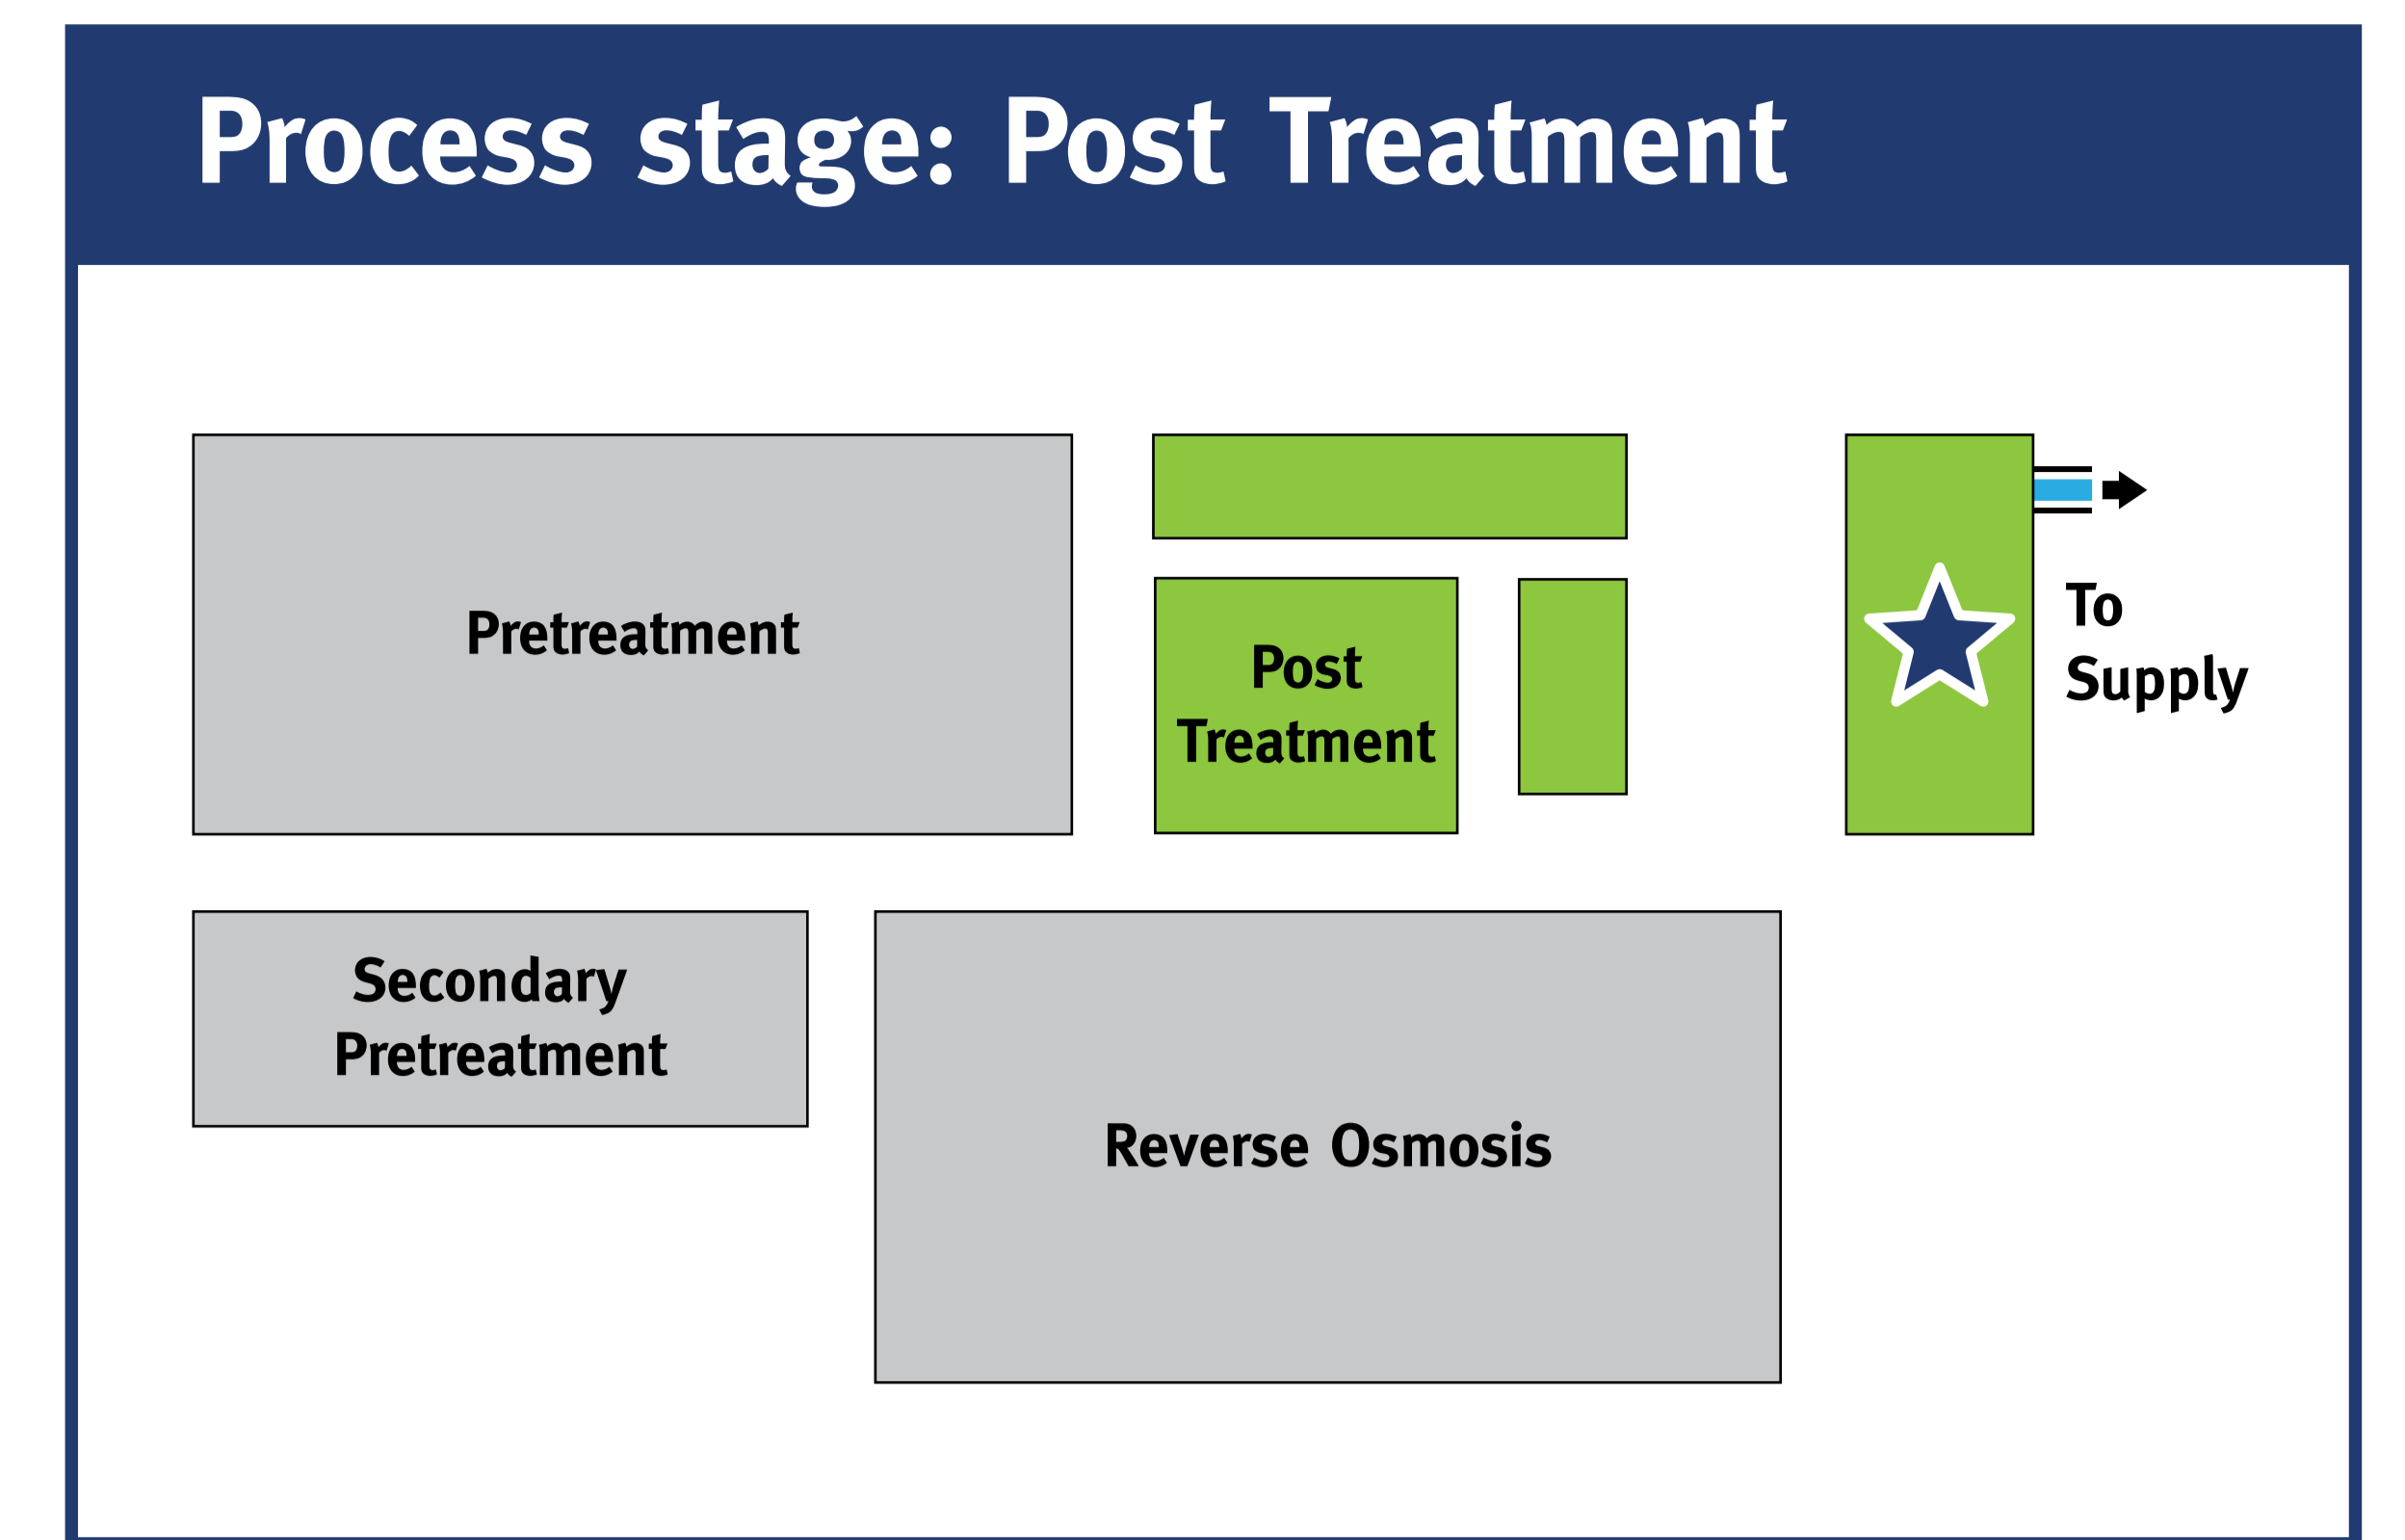 Process stage: Post Treatment
Pretreatment
Post
Treatment
To
Supply
Secondary
Pretreatment
Reverse Osmosis